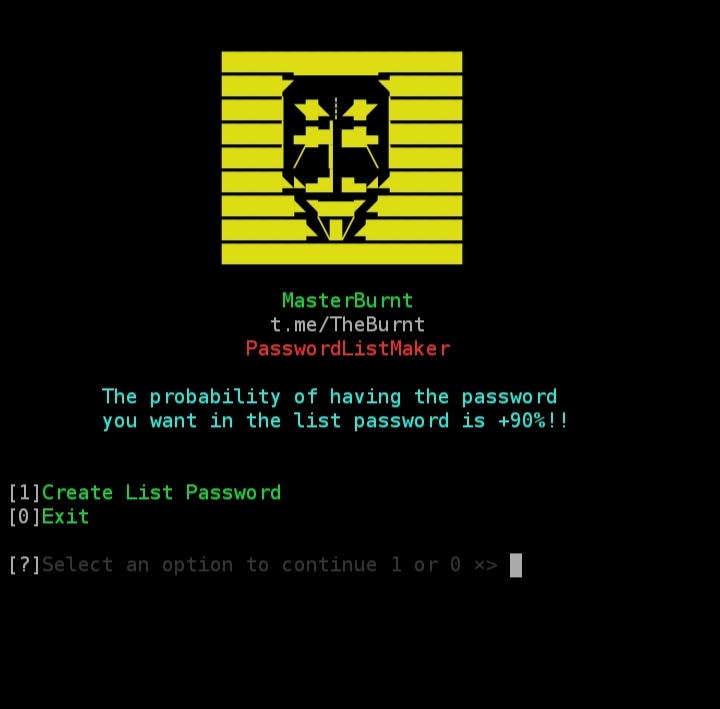 MasterBurnt
t.me/TheBurnt
PasswordListMaker
The probability of having the password
you want in the list password is +90%!!
[1]Create List Password
[0]Exit
[?]Select an option to continue 1 or 0 ×>